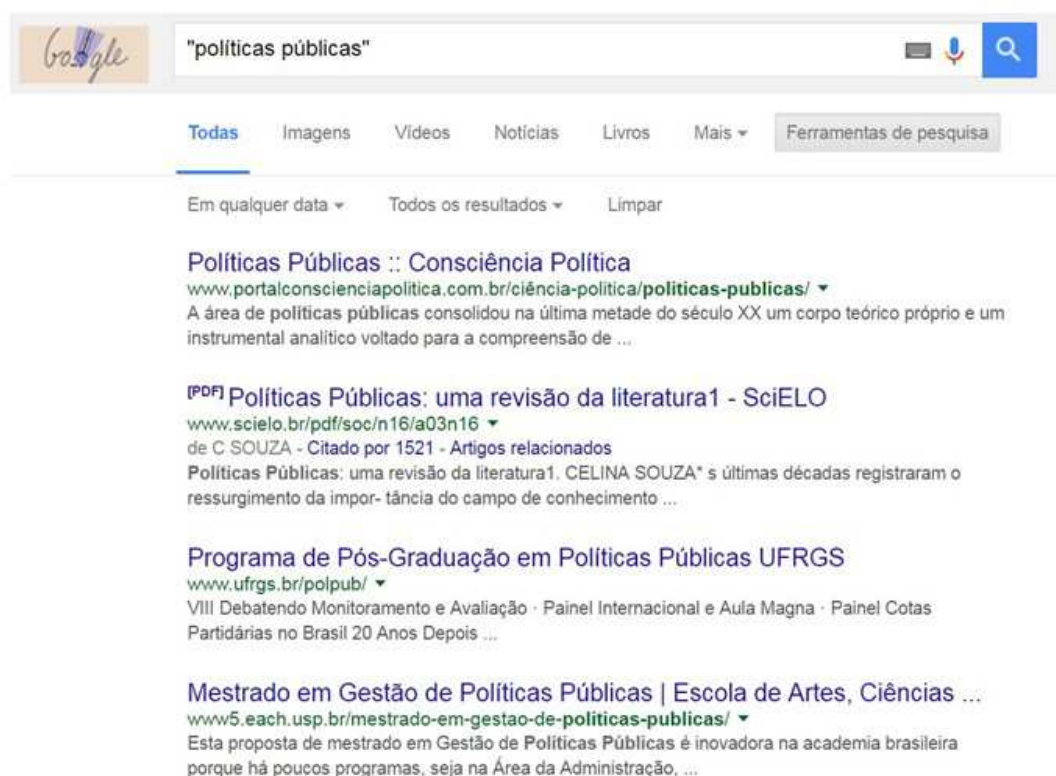 Google
"políticas públicas"
Todas Imagens Vídeos Notícias Livros Mais Ferramentas de pesquisa
Em qualquer data Todos os resultados Limpar
Políticas Públicas :: Consciência Política
www.portalconscienciapolitica.com.br/ciência-politica/politicas-publicas/
A área de políticas públicas consolidou na última metade do século XX um corpo teórico próprio e um
instrumental analítico voltado para a compreensão de ...
[PDF] Políticas Públicas: uma revisão da literatura1 - SciELO
www.scielo.br/pdf/soc/n16/a03n16
de C SOUZA - Citado por 1521 - Artigos relacionados
Políticas Públicas: uma revisão da literatura1. CELINA SOUZA* s últimas décadas registraram o
ressurgimento da impor- tância do campo de conhecimento ...
Programa de Pós-Graduação em Políticas Públicas UFRGS
www.ufrgs.br/polpub/
VIII Debatendo Monitoramento e Avaliação · Painel Internacional e Aula Magna · Painel Cotas
Partidárias no Brasil 20 Anos Depois ...
Mestrado em Gestão de Políticas Públicas | Escola de Artes, Ciências ...
www5.each.usp.br/mestrado-em-gestao-de-politicas-publicas/
Esta proposta de mestrado em Gestão de Políticas Públicas é inovadora na academia brasileira
porque há poucos programas, seja na Área da Administração, ...